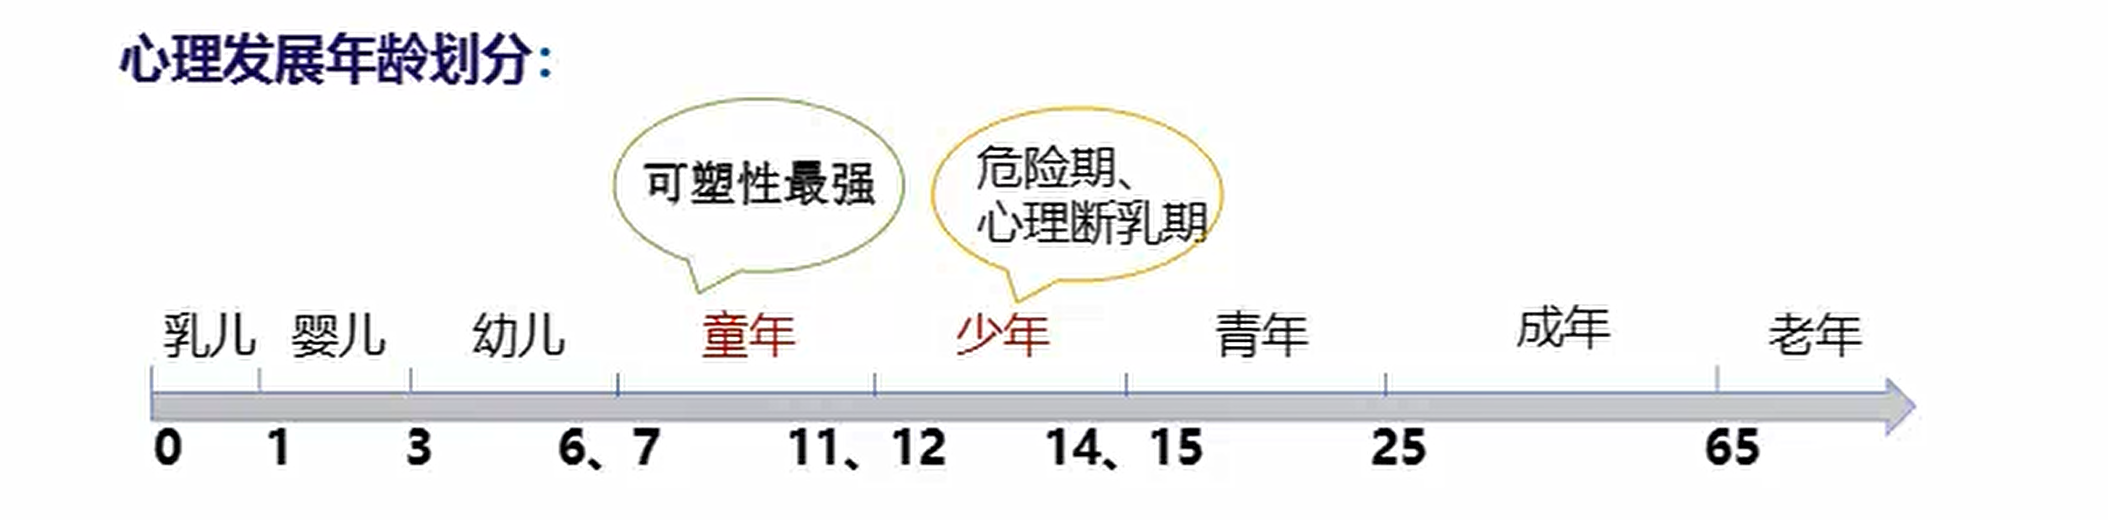 心理发展年龄划分：
可塑性最强
危险期、
心理断乳期
乳儿 婴儿 幼儿 童年 少年 青年 成年 老年
0 1 3 6、7 11、12 14、15 25 65